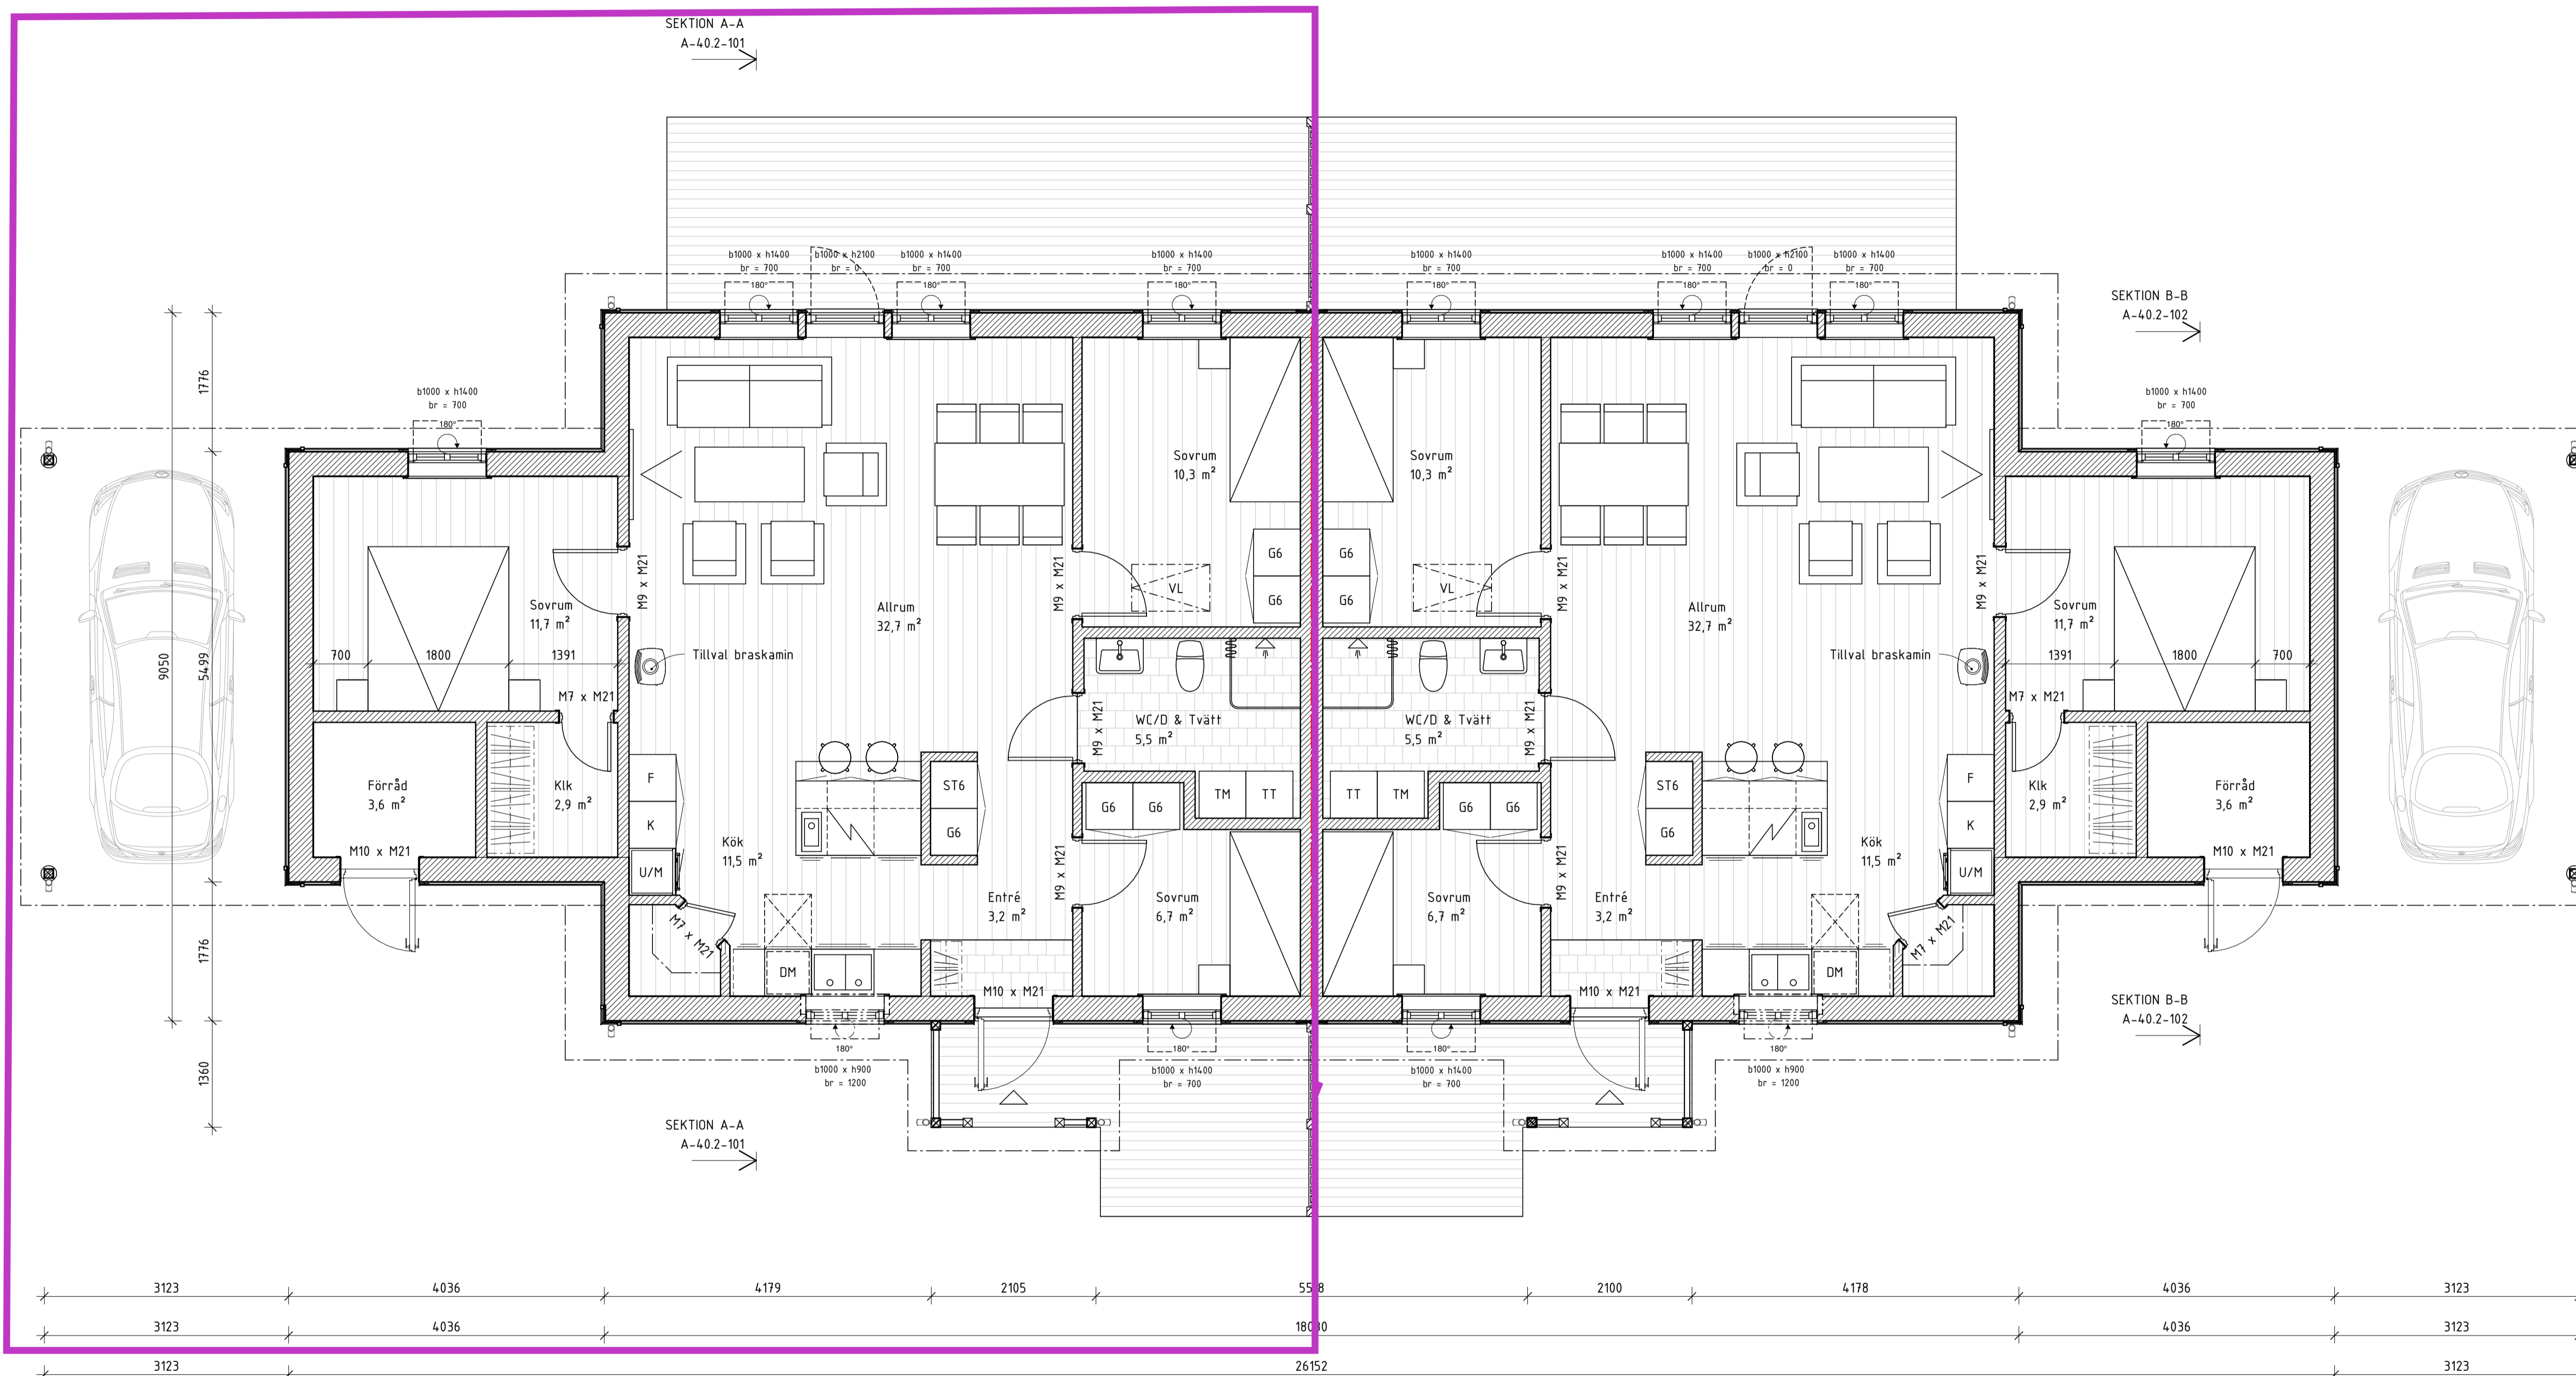 SEKTION A-A
A-40.2-101
b1000 x h1400
br = 700
b1000 x h2100
br = 0
b1000 x h1400
br = 700
b1000 x h1400
br = 700
b1000 x h1400
br = 700
b1000 x h1400
br = 700
b1000 x h2100
br = 0
b1000 x h1400
br = 700
180°
180°
180°
180°
180°
180°
SEKTION B-B
A-40.2-102
b1000 x h1400
br = 700
180°
b1000 x h1400
br = 700
180°
1776
9050
5499
1776
1360
Sovrum
11,7 m²
700
1800
1391
M7 x M21
M9 x M21
Förråd
3,6 m²
M10 x M21
Klk
2,9 m²
Allrum
32,7 m²
Tillval braskamin
F
K
U/M
M7 x M21
Kök
11,5 m²
DM
ST6
G6
Entré
3,2 m²
M10 x M21
Sovrum
10,3 m²
G6
G6
VL
M9 x M21
WC/D & Tvätt
5,5 m²
M9 x M21
TM
TT
G6
G6
M9 x M21
Sovrum
6,7 m²
Sovrum
10,3 m²
G6
G6
VL
M9 x M21
WC/D & Tvätt
5,5 m²
M9 x M21
TT
TM
G6
G6
M9 x M21
Sovrum
6,7 m²
Allrum
32,7 m²
Tillval braskamin
ST6
G6
Entré
3,2 m²
M10 x M21
Kök
11,5 m²
DM
F
K
U/M
M7 x M21
M9 x M21
Sovrum
11,7 m²
1391
1800
700
M7 x M21
Klk
2,9 m²
Förråd
3,6 m²
M10 x M21
180°
b1000 x h900
br = 1200
180°
b1000 x h1400
br = 700
180°
b1000 x h1400
br = 700
180°
b1000 x h900
br = 1200
SEKTION B-B
A-40.2-102
SEKTION A-A
A-40.2-101
3123 4036 4179 2105 2100 4178 4036 3123
3123 4036 4036 3123
3123 26152 3123